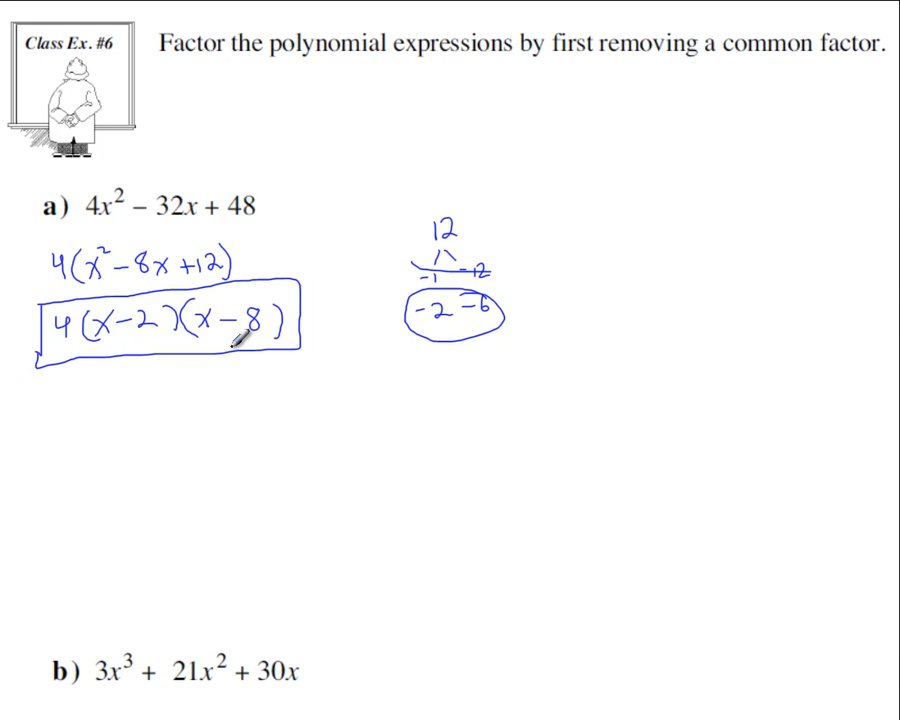 Class Ex. #6
Factor the polynomial expressions by first removing a common factor.
a) 4x² – 32x + 48
4(x² – 8x + 12)
4(x – 2)(x – 8)
12
-1 -12
-2 -6
b) 3x³ + 21x² + 30x